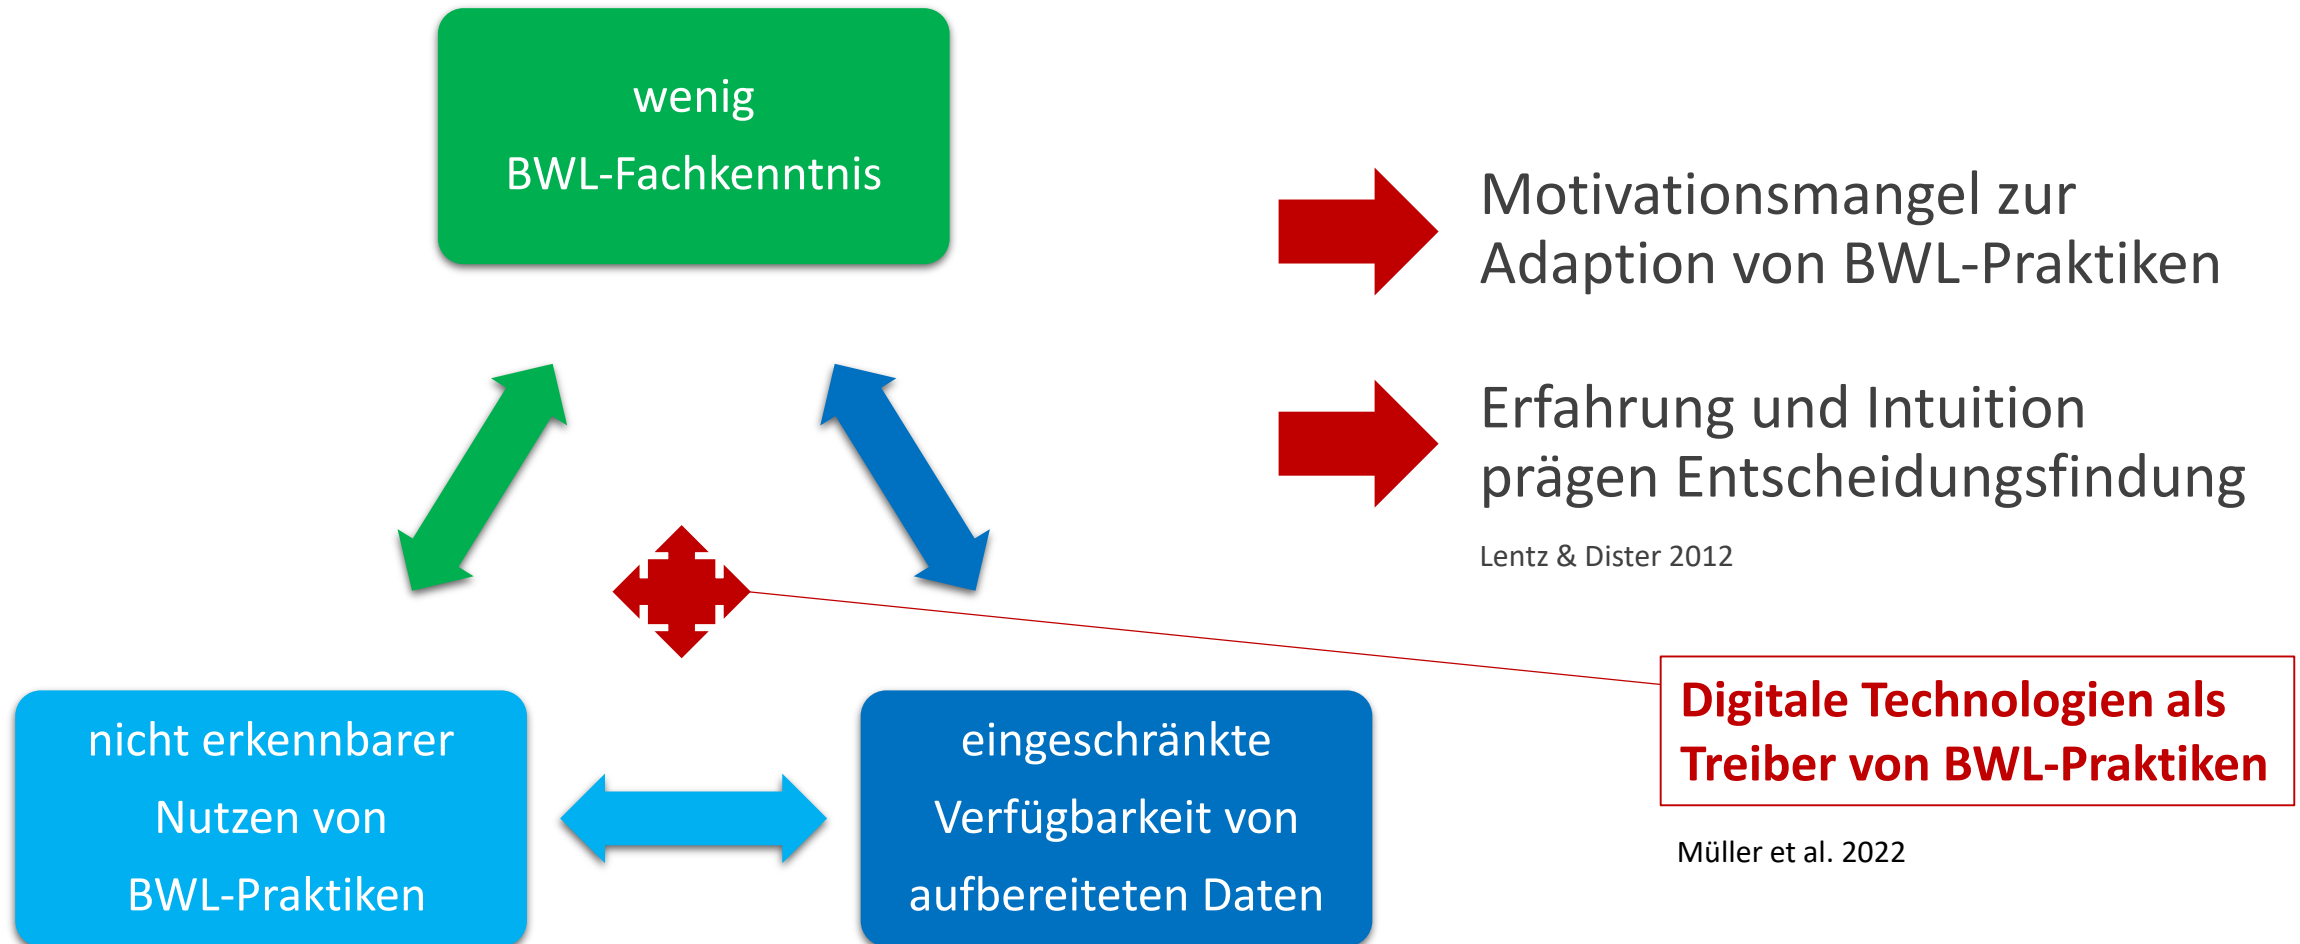 wenig
BWL-Fachkenntnis
nicht erkennbarer
Nutzen von
BWL-Praktiken
eingeschränkte
Verfügbarkeit von
aufbereiteten Daten
Motivationsmangel zur
Adaption von BWL-Praktiken
Erfahrung und Intuition
prägen Entscheidungsfindung
Lentz & Dister 2012
Digitale Technologien als
Treiber von BWL-Praktiken
Müller et al. 2022